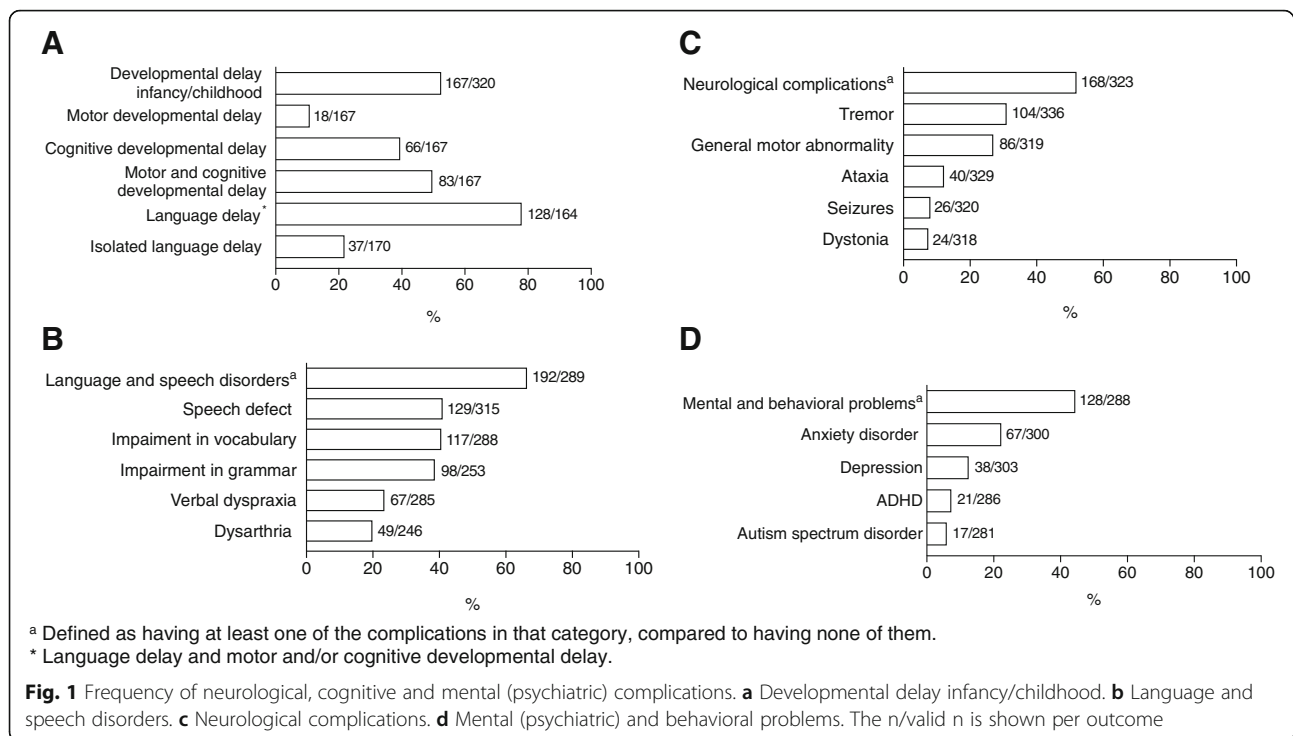 A
Developmental delay
infancy/childhood
167/320
Motor developmental delay
18/167
Cognitive developmental delay
66/167
Motor and cognitive
developmental delay
83/167
Language delay*
128/164
Isolated language delay
37/170
0 20 40 60 80 100
%
B
Language and speech disordersa
192/289
Speech defect
129/315
Impaiment in vocabulary
117/288
Impairment in grammar
98/253
Verbal dyspraxia
67/285
Dysarthria
49/246
0 20 40 60 80 100
%
C
Neurological complicationsa
168/323
Tremor
104/336
General motor abnormality
86/319
Ataxia
40/329
Seizures
26/320
Dystonia
24/318
0 20 40 60 80 100
%
D
Mental and behavioral problemsa
128/288
Anxiety disorder
67/300
Depression
38/303
ADHD
21/286
Autism spectrum disorder
17/281
0 20 40 60 80 100
%
a Defined as having at least one of the complications in that category, compared to having none of them.
* Language delay and motor and/or cognitive developmental delay.
Fig. 1 Frequency of neurological, cognitive and mental (psychiatric) complications. a Developmental delay infancy/childhood. b Language and
speech disorders. c Neurological complications. d Mental (psychiatric) and behavioral problems. The n/valid n is shown per outcome